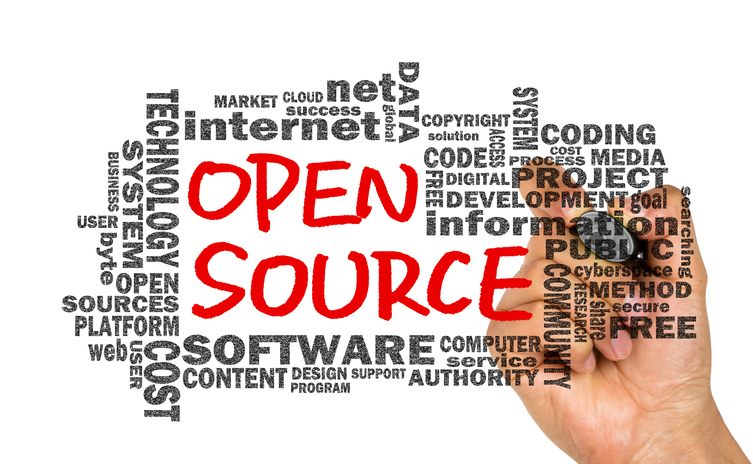 MARKET
CLOUD
success
net
DATA
global
internet
TECHNOLOGY
SYSTEM
BUSINESS
USER
byte
OPEN
SOURCES
PLATFORM
web
USER
COST
OPEN
SOURCE
COPYRIGHT
solution
ACCESS
SYSTEM
CODING
COST
PROCESS
MEDIA
CODE
FREE
DIGITAL
PROJECT
DEVELOPMENT
goal
information
searching
PUBLIC
COMMUNITY
cyberspace
RESEARCH
METHOD
share
secure
FREE
SOFTWARE
COMPUTER
service
CONTENT
DESIGN
SUPPORT
PROGRAM
AUTHORITY